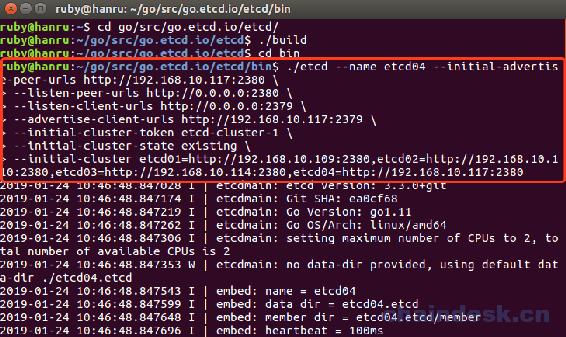 ruby@hanru: ~/go/src/go.etcd.io/etcd/bin
ruby@hanru:~$ cd go/src/go.etcd.io/etcd/
ruby@hanru:~/go/src/go.etcd.io/etcd$ ./build
ruby@hanru:~/go/src/go.etcd.io/etcd$ cd bin
ruby@hanru:~/go/src/go.etcd.io/etcd/bin$ ./etcd --name etcd04 --initial-advertis
e-peer-urls http://192.168.10.117:2380 \
> --listen-peer-urls http://0.0.0.0:2380 \
> --listen-client-urls http://0.0.0.0:2379 \
> --advertise-client-urls http://192.168.10.117:2379 \
> --initial-cluster-token etcd-cluster-1 \
> --initial-cluster-state existing \
> --initial-cluster etcd01=http://192.168.10.109:2380,etcd02=http://192.168.10.1
10:2380,etcd03=http://192.168.10.114:2380,etcd04=http://192.168.10.117:2380
2019-01-24 10:46:48.847028 I | etcdmain: etcd Version: 3.3.0+git
2019-01-24 10:46:48.847174 I | etcdmain: Git SHA: ea0cf68
2019-01-24 10:46:48.847219 I | etcdmain: Go Version: go1.11
2019-01-24 10:46:48.847262 I | etcdmain: Go OS/Arch: linux/amd64
2019-01-24 10:46:48.847306 I | etcdmain: setting maximum number of CPUs to 2, to
tal number of available CPUs is 2
2019-01-24 10:46:48.847353 W | etcdmain: no data-dir provided, using default dat
a-dir ./etcd04.etcd
2019-01-24 10:46:48.847543 I | embed: name = etcd04
2019-01-24 10:46:48.847599 I | embed: data dir = etcd04.etcd
2019-01-24 10:46:48.847648 I | embed: member dir = etcd04.etcd/member
2019-01-24 10:46:48.847696 I | embed: heartbeat = 100ms
chaindesk.cn